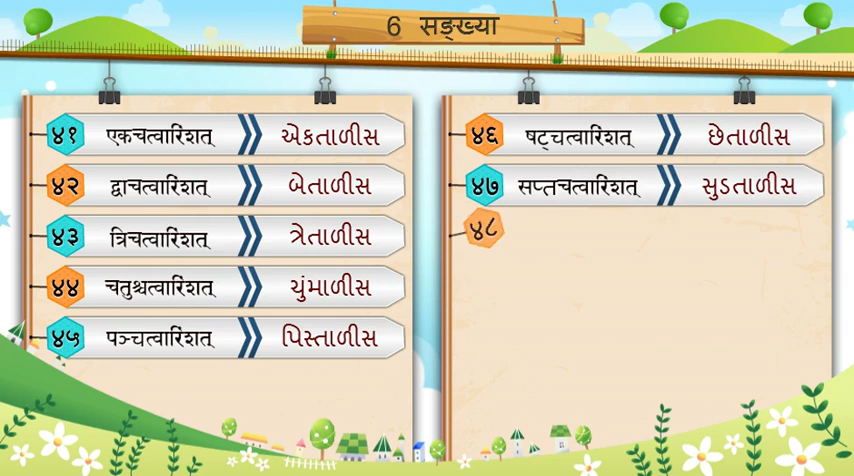 6 सङ्ख्या
४१ एकचत्वारिंशत् એકતાળીસ
४२ द्वाचत्वारिंशत् બેતાળીસ
४३ त्रिचत्वारिंशत् ત્રેતાળીસ
४४ चतुश्चत्वारिंशत् ચુંમાળીસ
४५ पञ्चत्वारिंशत् પિસ્તાળીસ
४६ षट्चत्वारिंशत् છેતાળીસ
४७ सप्तचत्वारिंशत् સુડતાળીસ
४८